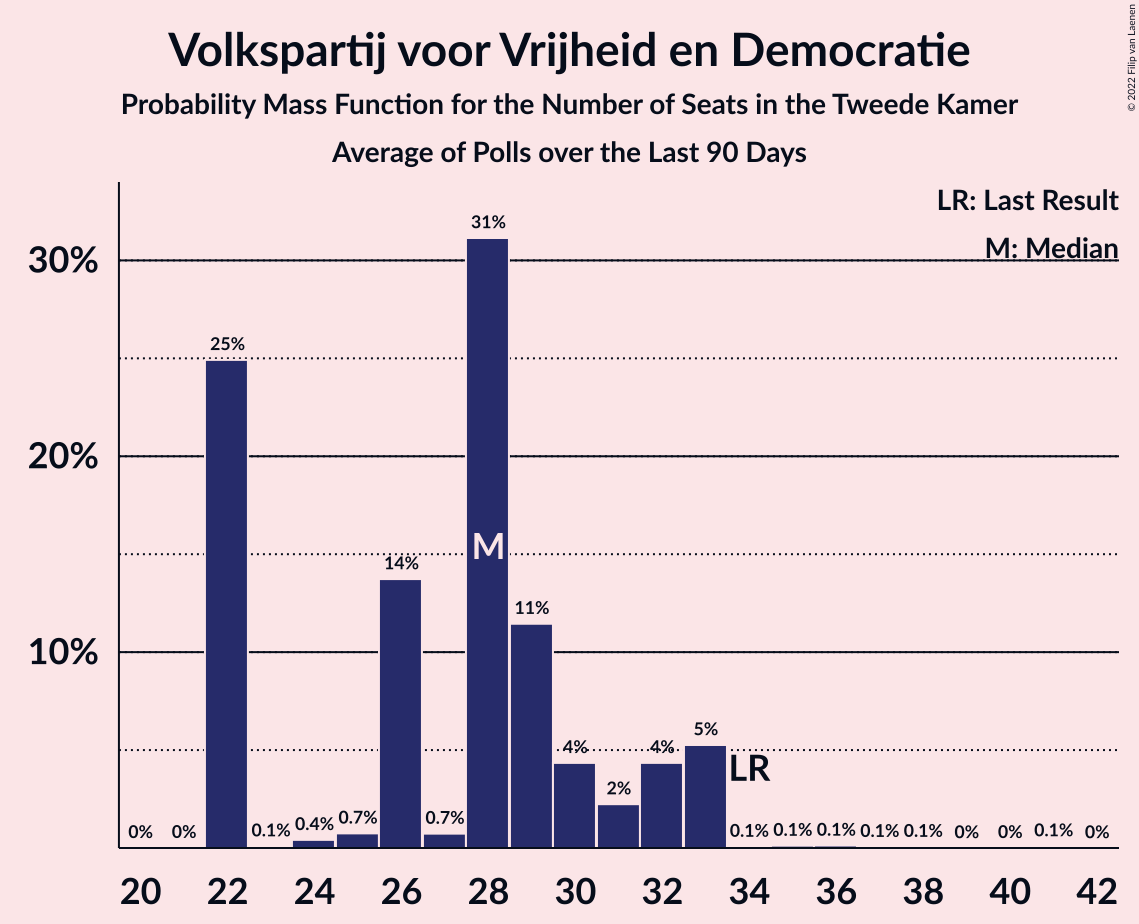 Volkspartij voor Vrijheid en Democratie
Probability Mass Function for the Number of Seats in the Tweede Kamer
Average of Polls over the Last 90 Days
© 2022 Filip van Laenen
LR: Last Result
M: Median
30%
20%
10%
0%
0%
25%
0.1%
0.4%
0.7%
14%
0.7%
31%
11%
4%
2%
4%
5%
0.1%
0.1%
0.1%
0.1%
0.1%
0%
0%
0.1%
0%
M
LR
20 22 24 26 28 30 32 34 36 38 40 42